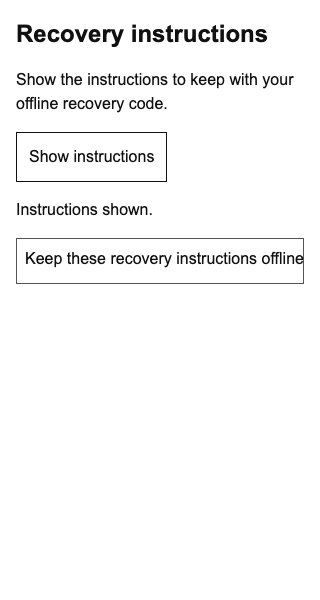 Recovery instructions
Show the instructions to keep with your
offline recovery code.
Show instructions
Instructions shown.
Keep these recovery instructions offline